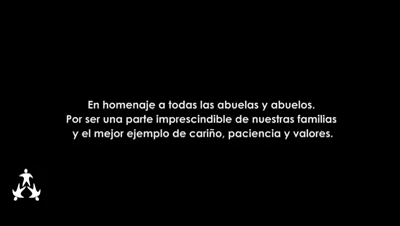 En homenaje a todas las abuelas y abuelos.
Por ser una parte imprescindible de nuestras familias
y el mejor ejemplo de cariño, paciencia y valores.